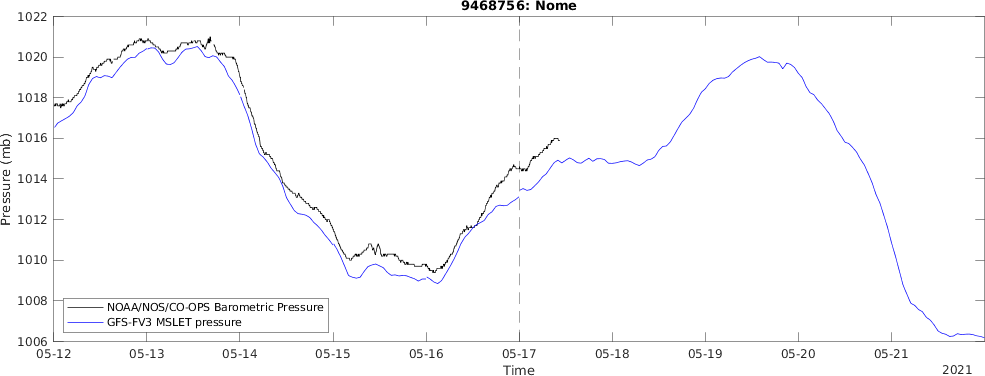 9468756: Nome
1022
1020
1018
1016
1014
1012
1010
1008
1006
Pressure (mb)
NOAA/NOS/CO-OPS Barometric Pressure
GFS-FV3 MSLET pressure
05-12 05-13 05-14 05-15 05-16 05-17 05-18 05-19 05-20 05-21
Time
2021